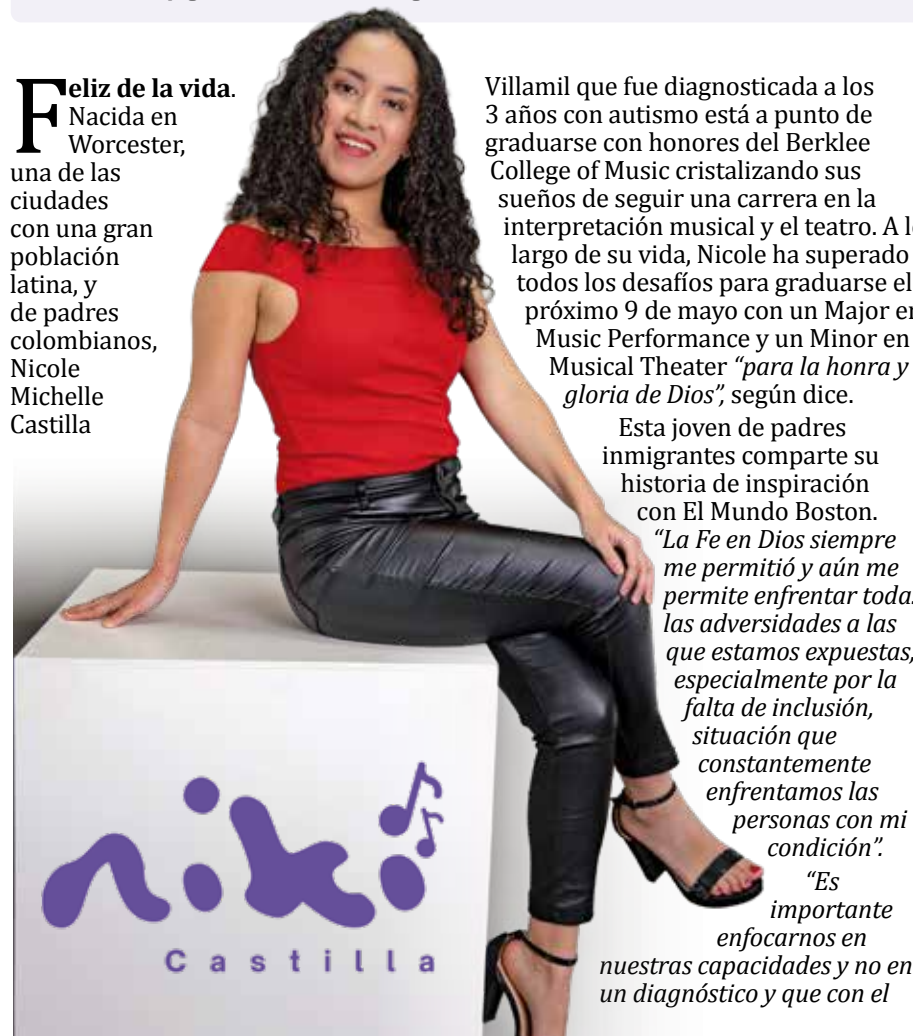 Feliz de la vida.
Nacida en
Worcester,
una de las
ciudades
con una gran
población
latina, y
de padres
colombianos,
Nicole
Michelle
Castilla
Villamil que fue diagnosticada a los
3 años con autismo está a punto de
graduarse con honores del Berklee
College of Music cristalizando sus
sueños de seguir una carrera en la
interpretación musical y el teatro. A
largo de su vida, Nicole ha superado
todos los desafíos para graduarse el
próximo 9 de mayo con un Major
Music Performance y un Minor en
Musical Theater “para la honra y
gloria de Dios”, según dice.
Esta joven de padres
inmigrantes comparte su
historia de inspiración
con El Mundo Boston.
“La Fe en Dios siempre
me permitió y aún me
permite enfrentar
las adversidades a las
que estamos expuestas,
especialmente por la
falta de inclusión,
situación que
constantemente
enfrentamos las
personas con mi
condición”.
“Es
importante
enfocarnos en
nuestras capacidades y no en
un diagnóstico y que con el
niki
Castilla